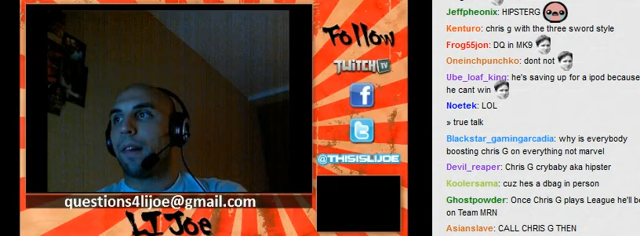 Follow
TWITCH TV
f
t
@THISISLIJOE
questions4lijoe@gmail.com
LI Joe
Jeffpheonix: HIPSTERG
Kenturo: chris g with the three sword style
Frog55jon: DQ in MK9
Oneinchpunchko: dont not
Ube_loaf_king: he's saving up for a ipod because
he cant win
Noetek: LOL
» true talk
Blackstar_gamingarcadia: why is everybody
boosting chris G on everything not marvel
Devil_reaper: Chris G crybaby aka hipster
Koolersama: cuz hes a dbag in person
Ghostpowder: Once Chris G plays League he'll be
on Team MRN
Asianslave: CALL CHRIS G THEN